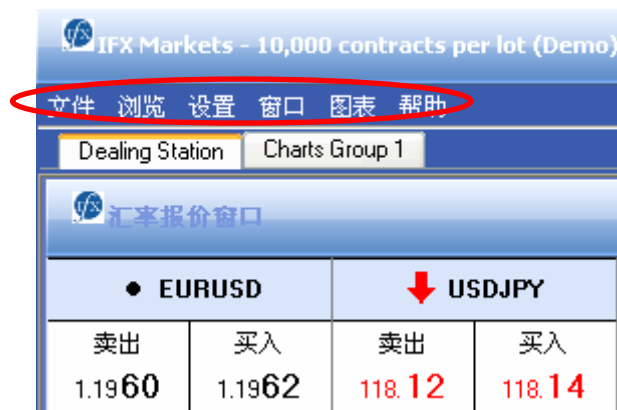 ifx IFX Markets - 10,000 contracts per lot (Demo)
文件 浏览 设置 窗口 图表 帮助
Dealing Station Charts Group 1
ifx 汇率报价窗口
EURUSD USDJPY
卖出 买入 卖出 买入
1.1960 1.1962 118.12 118.14